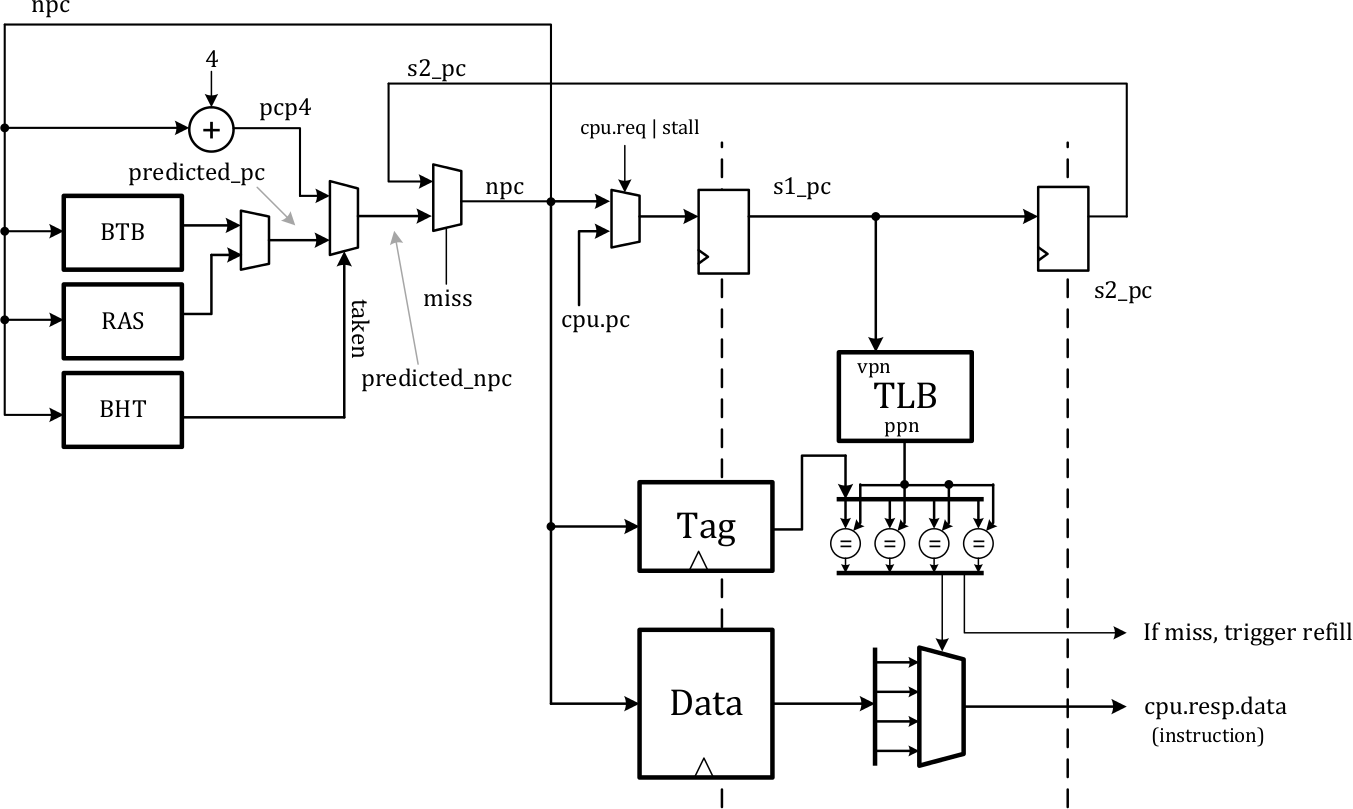 npc
4
s2_pc
pcp4
cpu.req | stall
+
predicted_pc
npc
s1_pc
BTB
s2_pc
miss
taken
cpu.pc
RAS
vpn
predicted_npc
TLB
BHT
ppn
Tag
= = = =
If miss, trigger refill
Data
cpu.resp.data
(instruction)